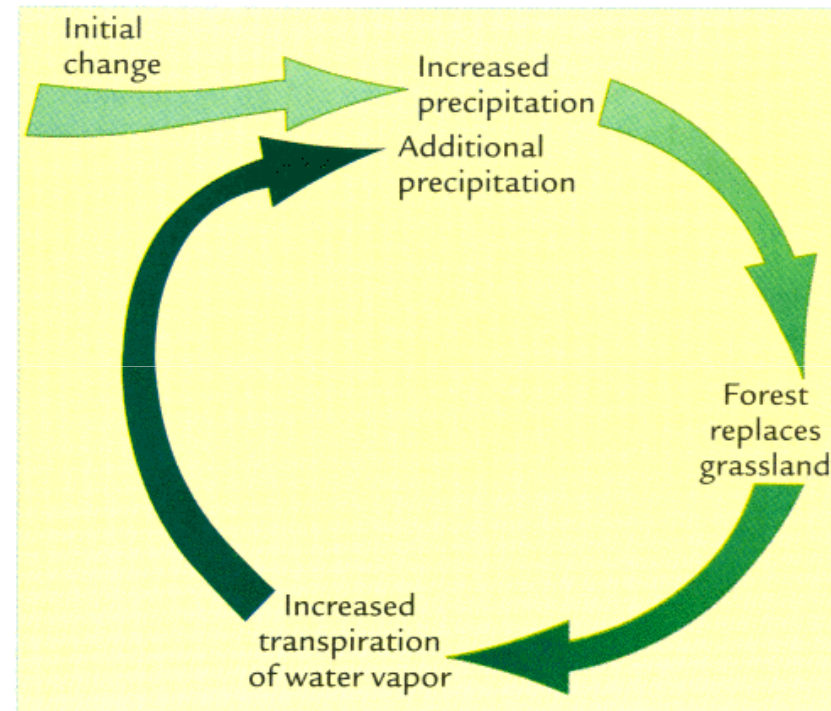 Initial
change
Increased
precipitation
Additional
precipitation
Forest
replaces
grassland
Increased
transpiration
of water vapor